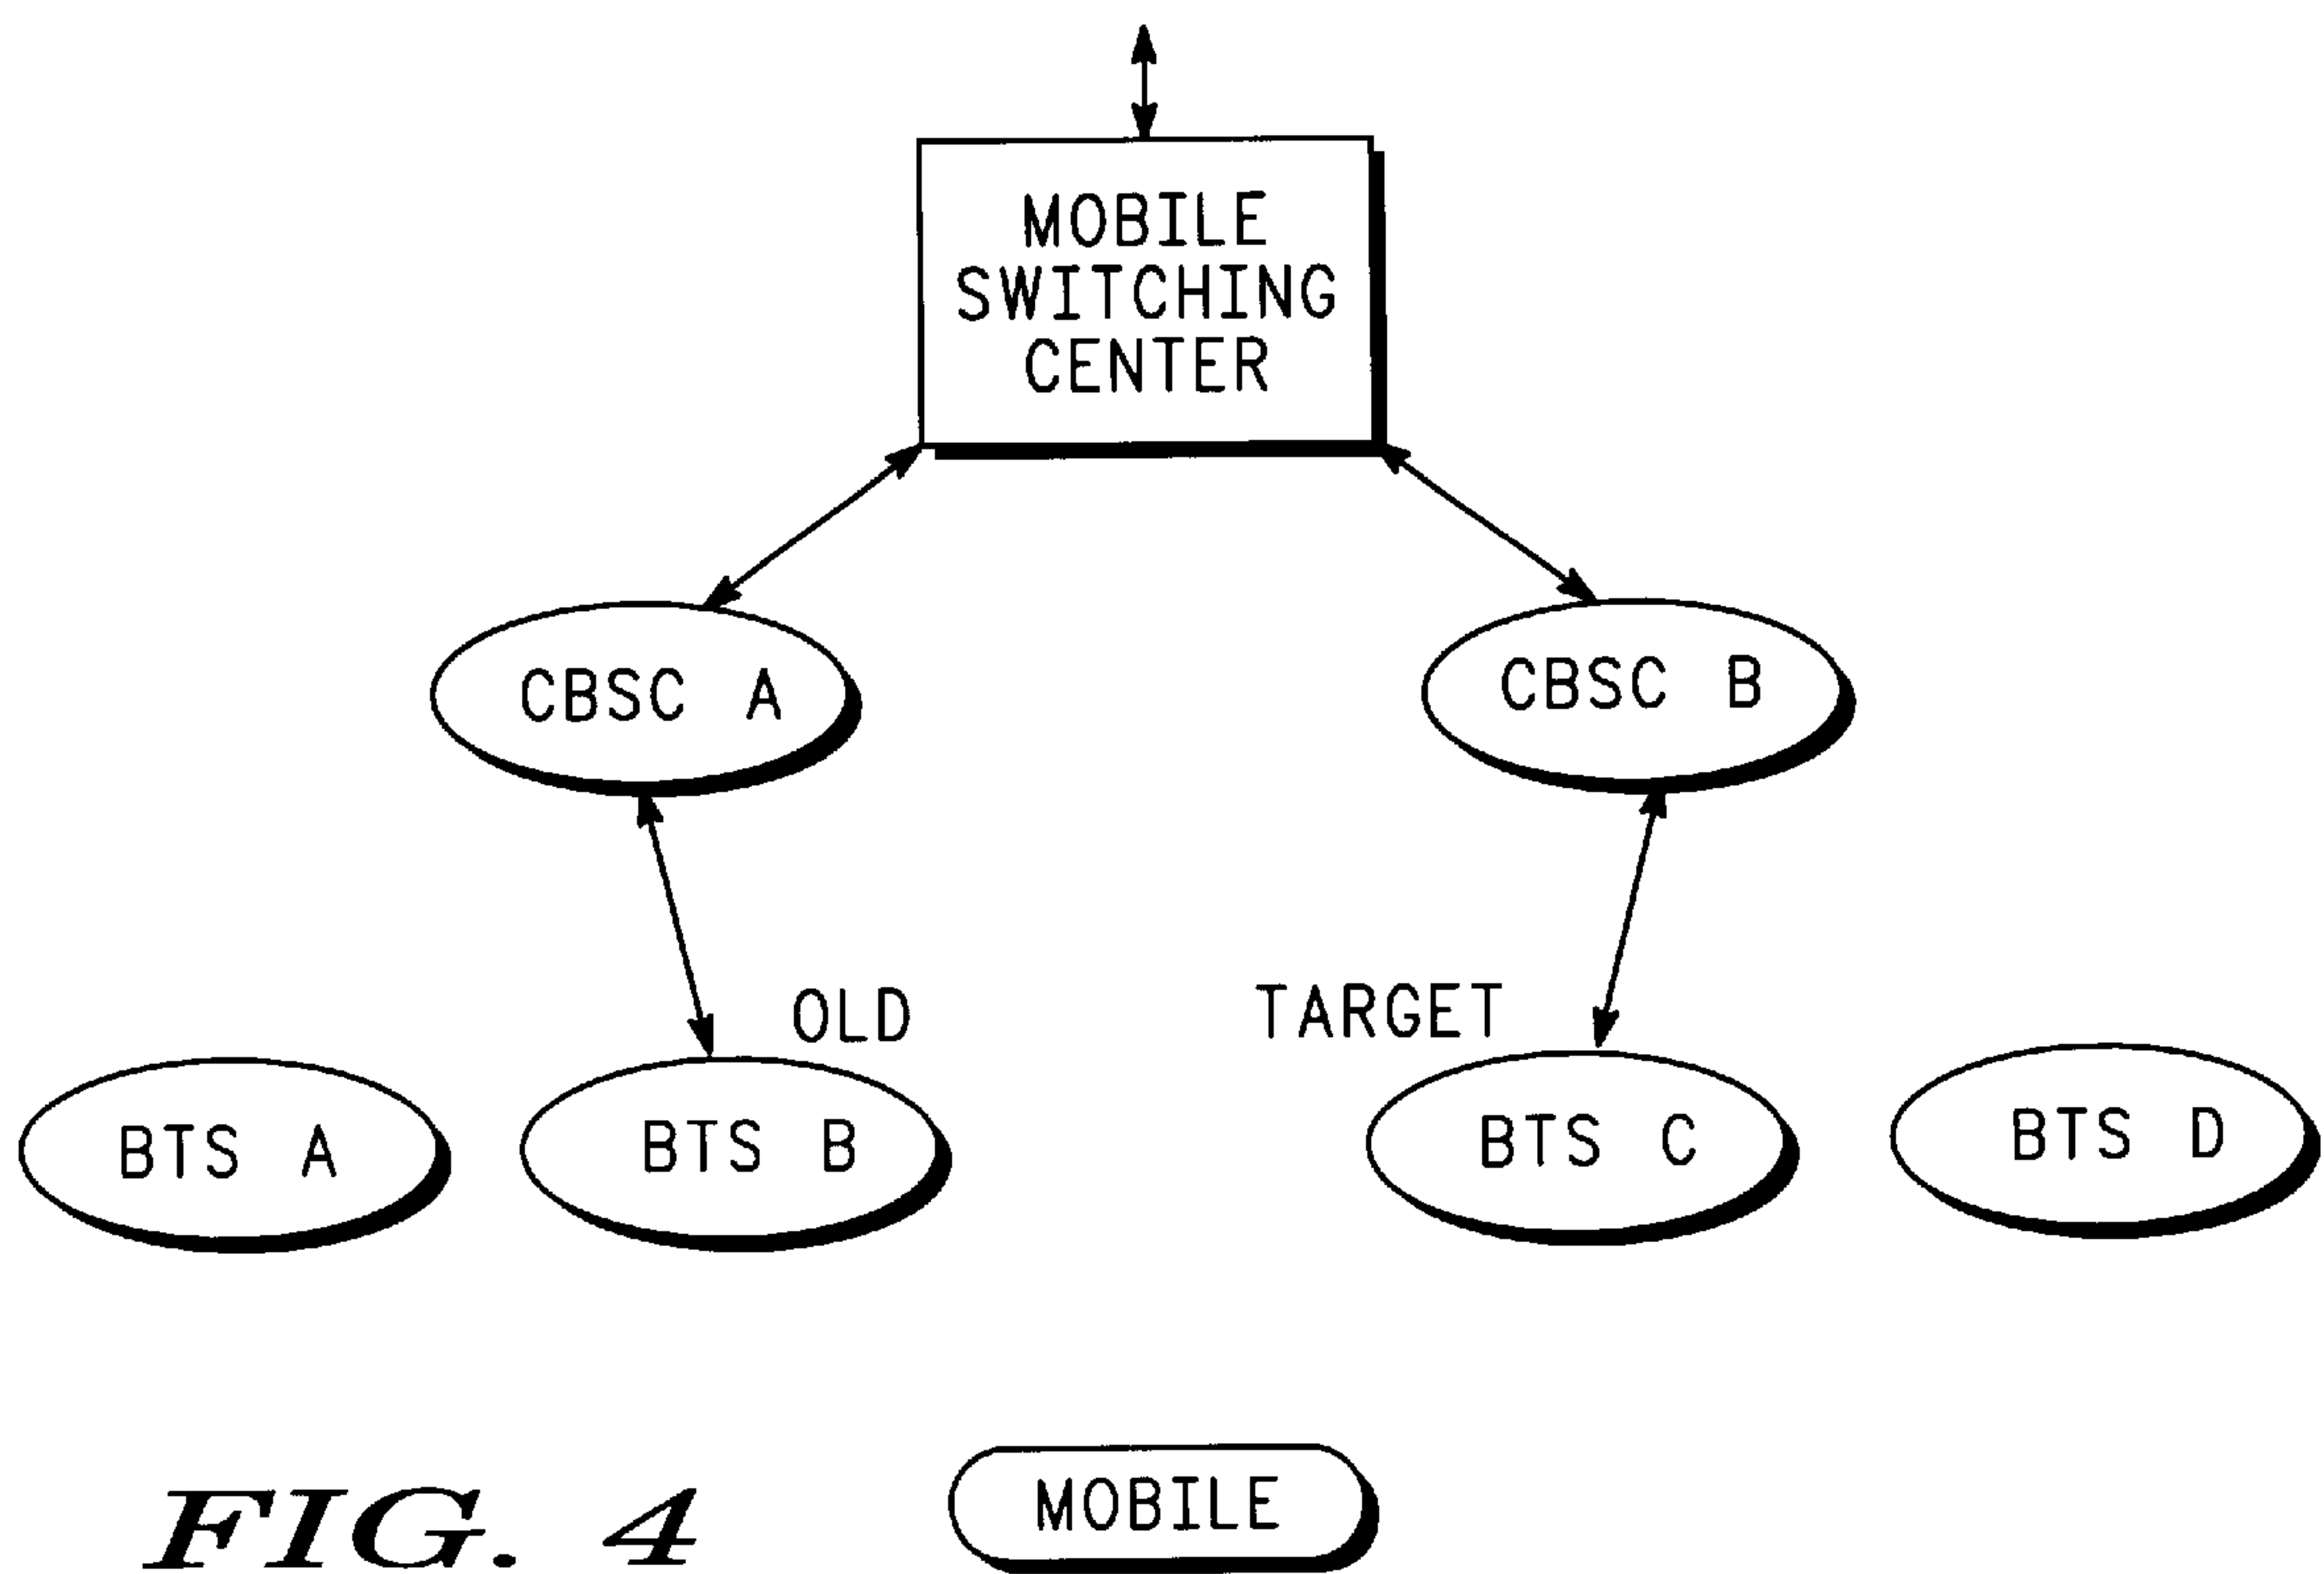 MOBILE
SWITCHING
CENTER
CBSC A
CBSC B
OLD
TARGET
BTS A
BTS B
BTS C
BTS D
MOBILE
FIG. 4